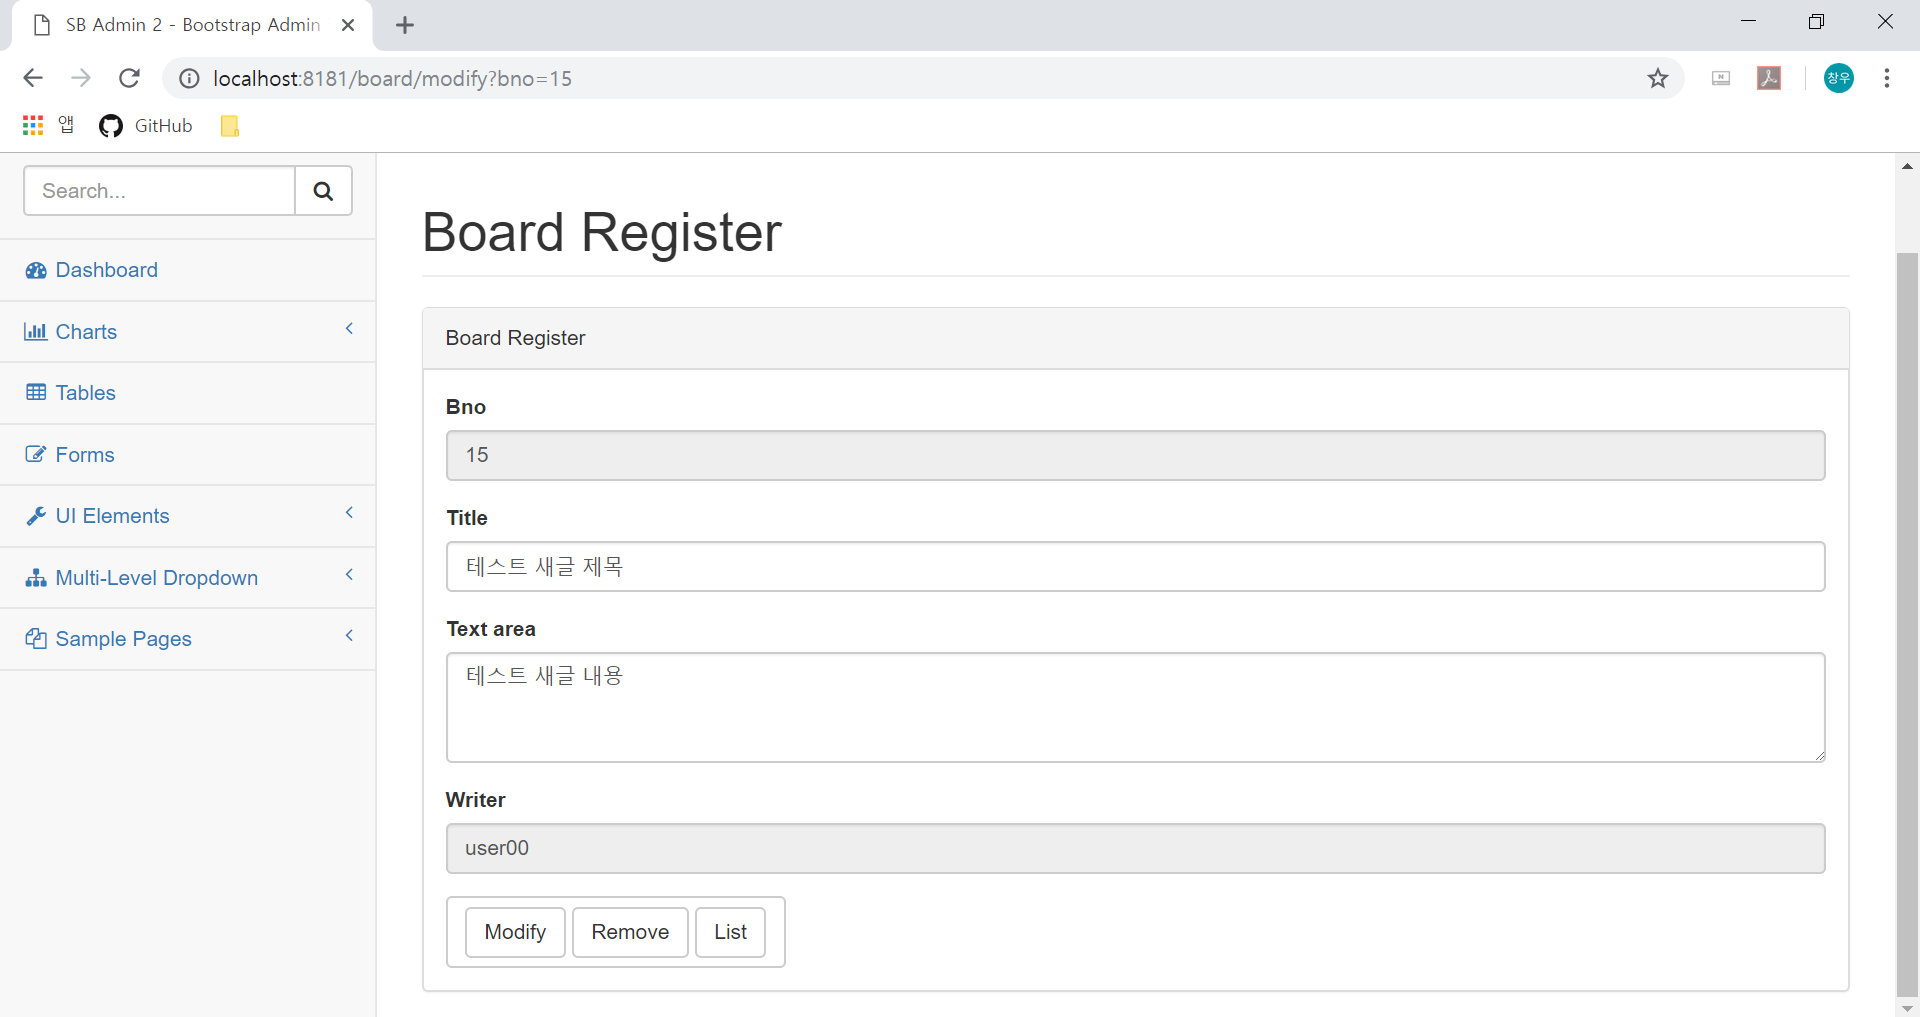 SB Admin 2 - Bootstrap Admin
localhost:8181/board/modify?bno=15
창우
앱
GitHub
Search...
Dashboard
Charts
Tables
Forms
UI Elements
Multi-Level Dropdown
Sample Pages
Board Register
Board Register
Bno
15
Title
테스트 새글 제목
Text area
테스트 새글 내용
Writer
user00
Modify Remove List